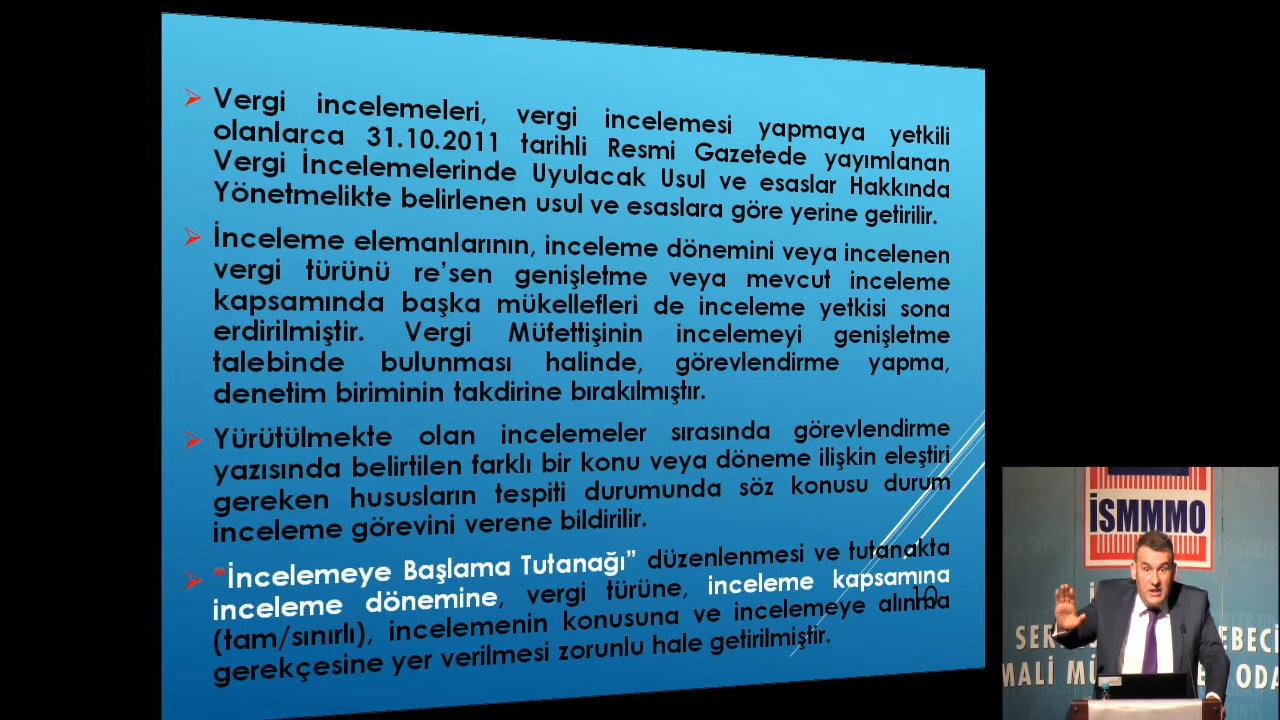 Vergi incelemeleri, vergi incelemesi yapmaya yetkili
olanlarca 31.10.2011 tarihli Resmi Gazetede yayımlanan
Vergi İncelemelerinde Uyulacak Usul ve esaslar Hakkında
Yönetmelikte belirlenen usul ve esaslara göre yerine getirilir.
İnceleme elemanlarının, inceleme dönemini veya incelenen
vergi türünü re’sen genişletme veya mevcut inceleme
kapsamında başka mükellefleri de inceleme yetkisi sona
erdirilmiştir. Vergi Müfettişinin incelemeyi genişletme
talebinde bulunması halinde, görevlendirme yapma,
denetim biriminin takdirine bırakılmıştır.
Yürütülmekte olan incelemeler sırasında görevlendirme
yazısında belirtilen farklı bir konu veya döneme ilişkin eleştiri
gereken hususların tespiti durumunda söz konusu durum
inceleme görevini verene bildirilir.
“İncelemeye Başlama Tutanağı” düzenlenmesi ve tutanakta
inceleme dönemine, vergi türüne, inceleme kapsamına
(tam/sınırlı), incelemenin konusuna ve incelemeye alınma
gerekçesine yer verilmesi zorunlu hale getirilmiştir.
10
İSMMMO
SER EBECİ
MALİ MÜ ODA